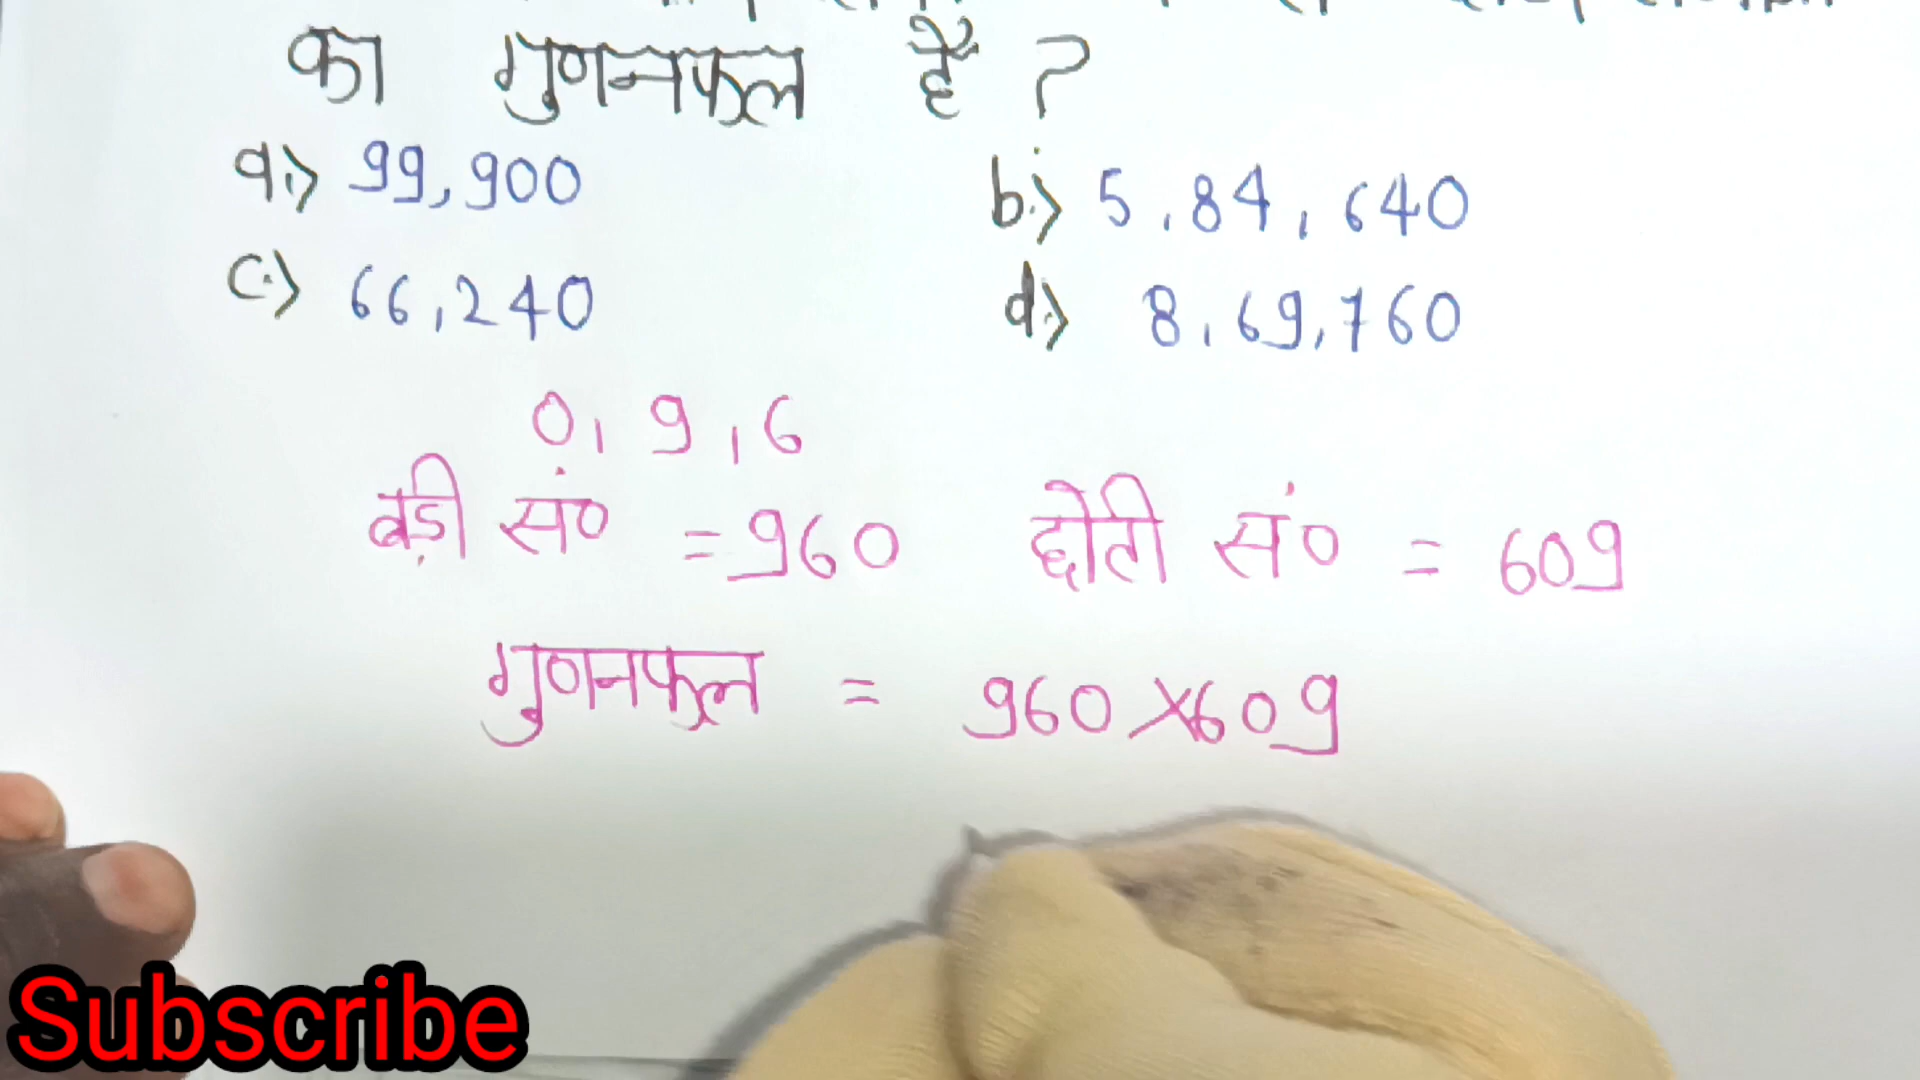 का गुणनफल है ?
a.) 99,900 b.) 5,84,640
c.) 66,240 d.) 8,69,760
0, 9, 6
बड़ी सं० = 960 छोटी सं० = 609
गुणनफल = 960 × 609
Subscribe